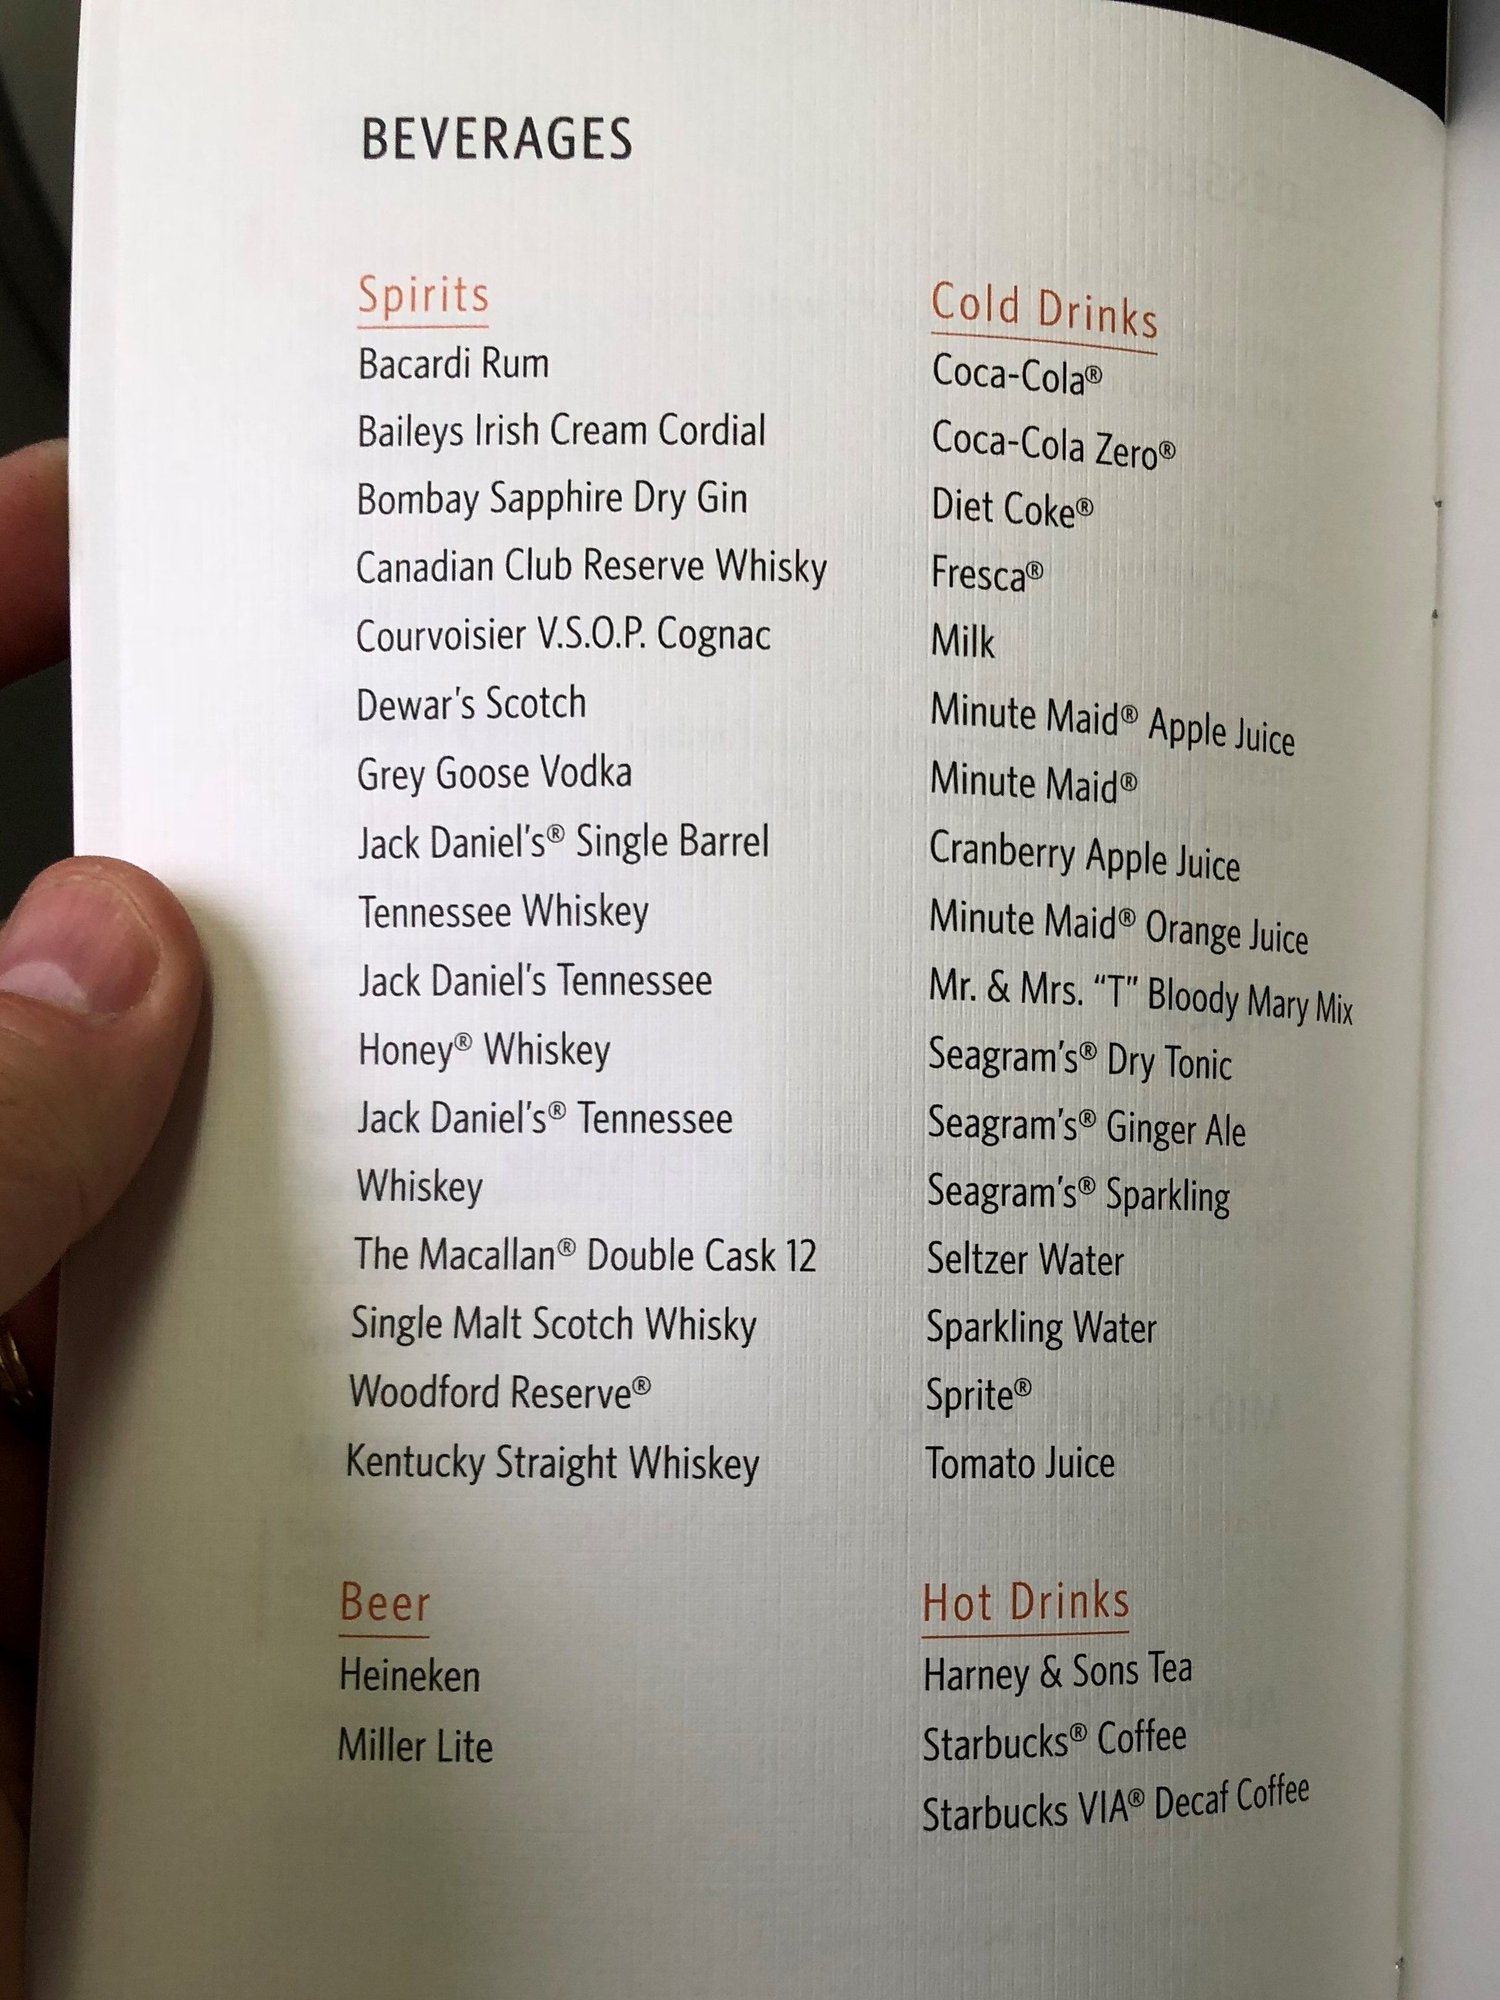 BEVERAGES
Spirits
Bacardi Rum
Baileys Irish Cream Cordial
Bombay Sapphire Dry Gin
Canadian Club Reserve Whisky
Courvoisier V.S.O.P. Cognac
Dewar's Scotch
Grey Goose Vodka
Jack Daniel's® Single Barrel
Tennessee Whiskey
Jack Daniel's Tennessee
Honey® Whiskey
Jack Daniel's® Tennessee
Whiskey
The Macallan® Double Cask 12
Single Malt Scotch Whisky
Woodford Reserve®
Kentucky Straight Whiskey
Beer
Heineken
Miller Lite
Cold Drinks
Coca-Cola®
Coca-Cola Zero®
Diet Coke®
Fresca®
Milk
Minute Maid® Apple Juice
Minute Maid®
Cranberry Apple Juice
Minute Maid® Orange Juice
Mr. & Mrs. “T” Bloody Mary Mix
Seagram's® Dry Tonic
Seagram's® Ginger Ale
Seagram's® Sparkling
Seltzer Water
Sparkling Water
Sprite®
Tomato Juice
Hot Drinks
Harney & Sons Tea
Starbucks® Coffee
Starbucks VIA® Decaf Coffee